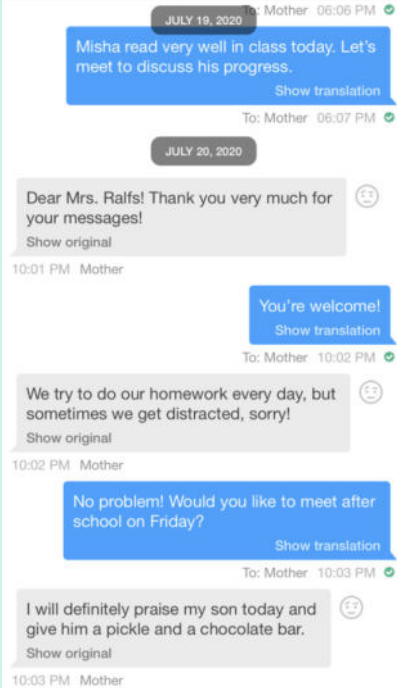 To: Mother 06:06 PM
JULY 19, 2020
Misha read very well in class today. Let's
meet to discuss his progress.
Show translation
To: Mother 06:07 PM
JULY 20, 2020
Dear Mrs. Ralfs! Thank you very much for
your messages!
Show original
10:01 PM Mother
You're welcome!
Show translation
To: Mother 10:02 PM
We try to do our homework every day, but
sometimes we get distracted, sorry!
Show original
10:02 PM Mother
No problem! Would you like to meet after
school on Friday?
Show translation
To: Mother 10:03 PM
I will definitely praise my son today and
give him a pickle and a chocolate bar.
Show original
10:03 PM Mother